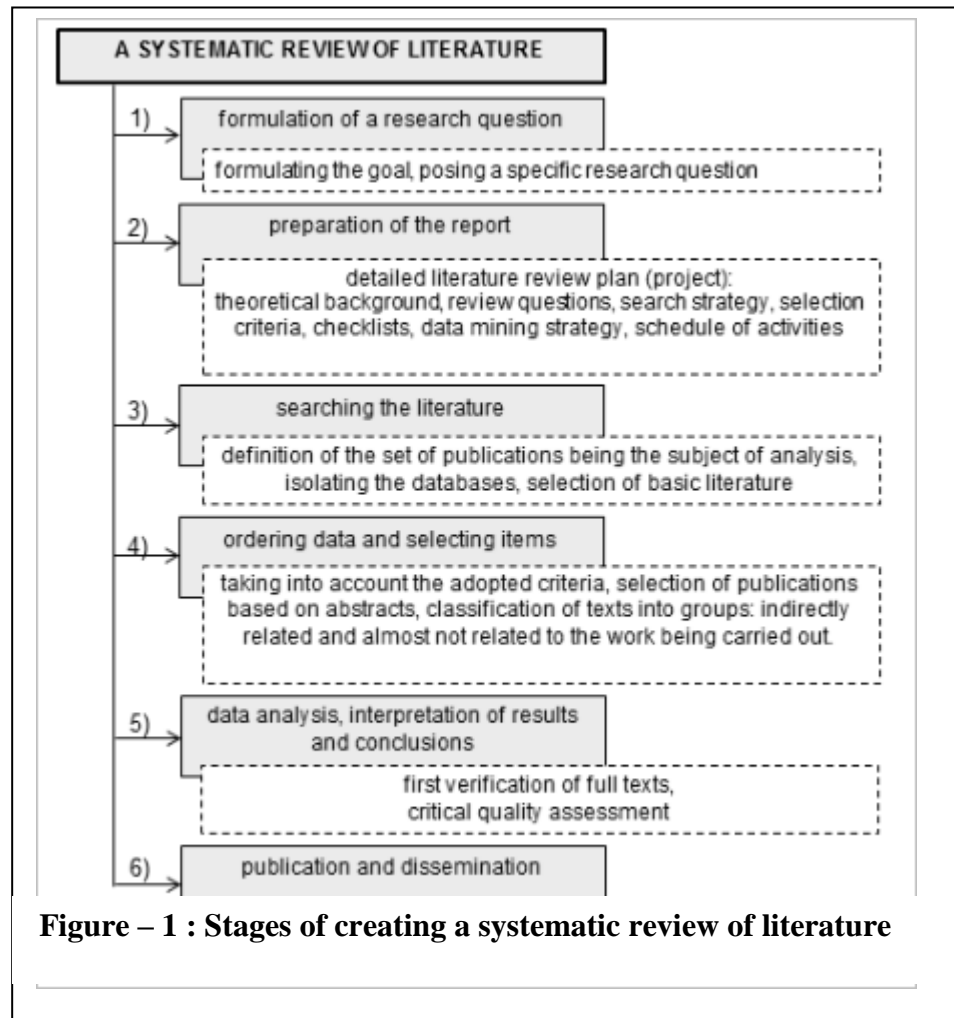 A SYSTEMATIC REVIEW OF LITERATURE
1)
formulation of a research question
formulating the goal, posing a specific research question
2)
preparation of the report
detailed literature review plan (project):
theoretical background, review questions, search strategy, selection
criteria, checklists, data mining strategy, schedule of activities
3)
searching the literature
definition of the set of publications being the subject of analysis,
isolating the databases, selection of basic literature
4)
ordering data and selecting items
taking into account the adopted criteria, selection of publications
based on abstracts, classification of texts into groups: indirectly
related and almost not related to the work being carried out.
5)
data analysis, interpretation of results
and conclusions
first verification of full texts,
critical quality assessment
6)
publication and dissemination
Figure – 1 : Stages of creating a systematic review of literature